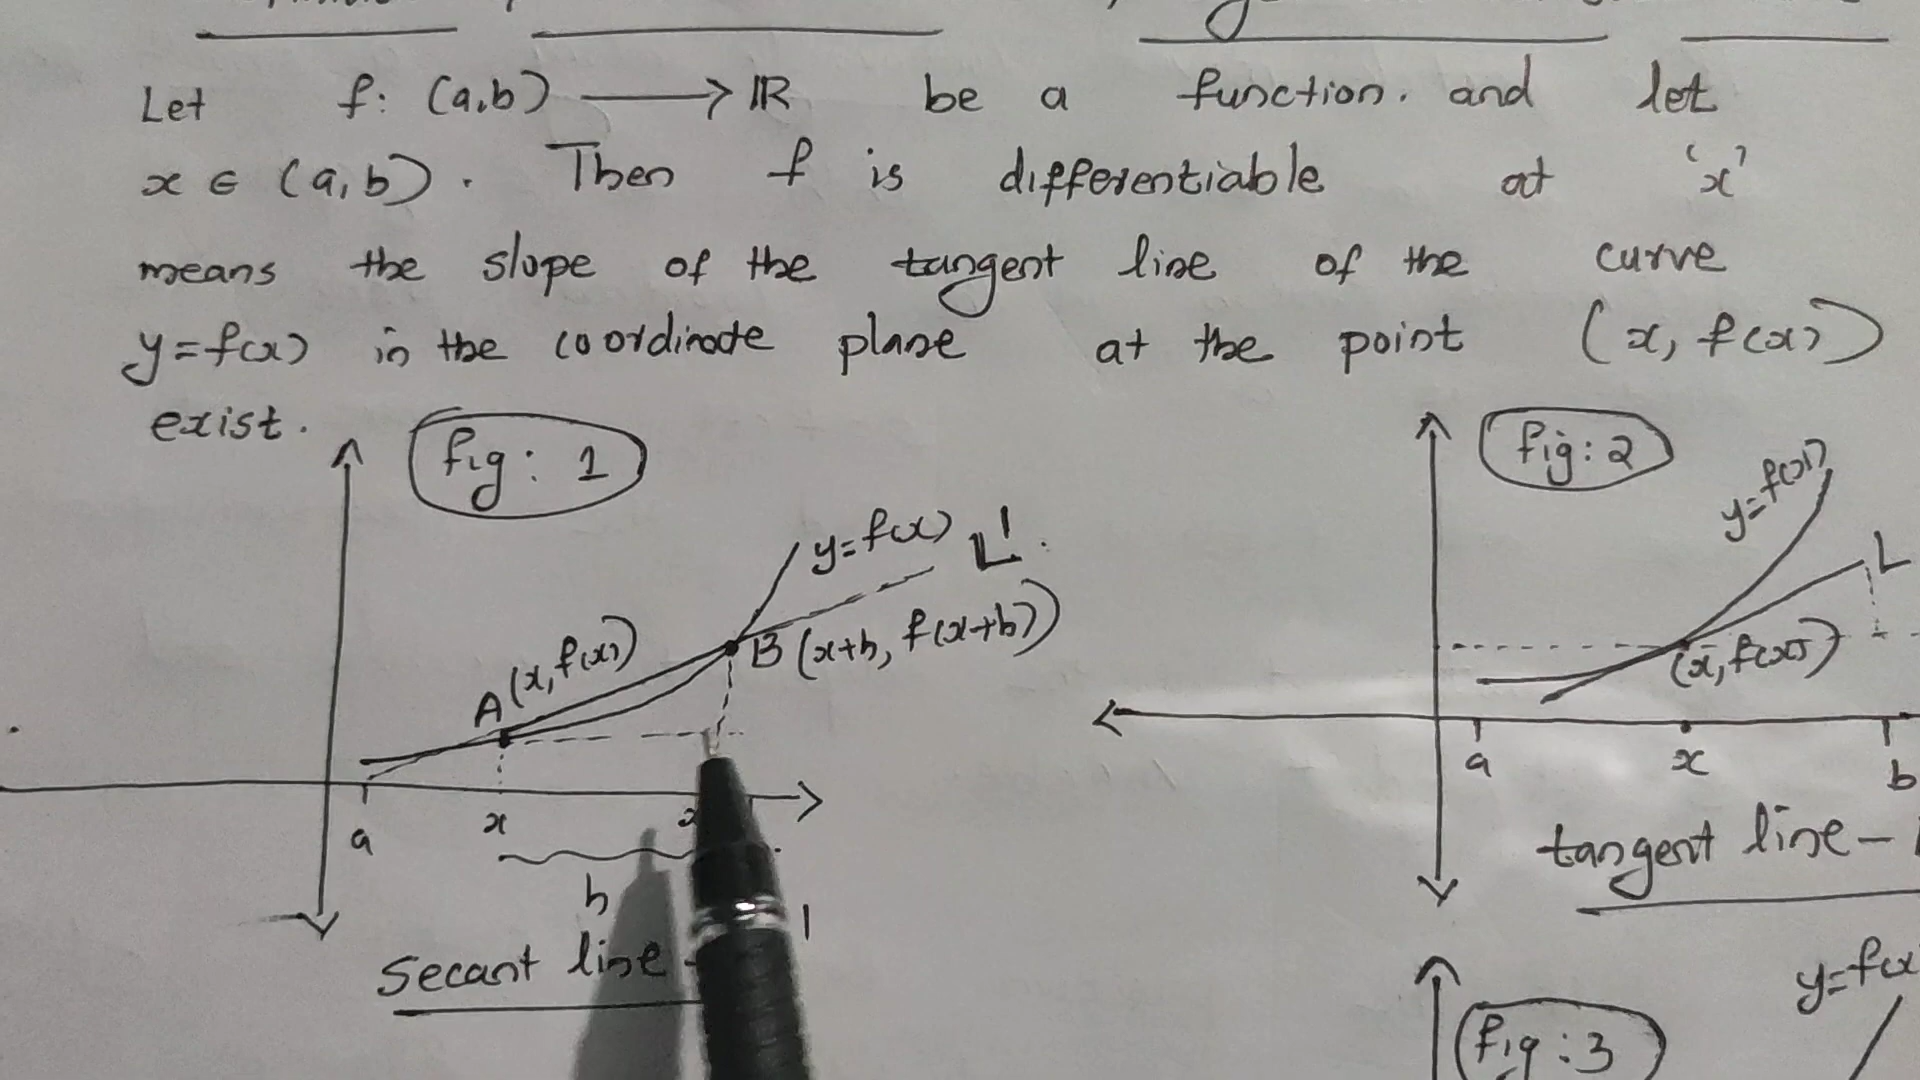 Let f: (a,b) ⟶ ℝ be a function. and let
x ∈ (a,b). Then f is differentiable at 'x'
means the slope of the tangent line of the curve
y=f(x) in the coordinate plane at the point (x, f(x))
exist.
fig: 1
y=f(x) L'
A (x, f(x))
B (x+h, f(x+h))
a x
h
Secant line -
fig: 2
y=f(x)
L
(x, f(x))
a x b
tangent line -
fig: 3
y=f(x